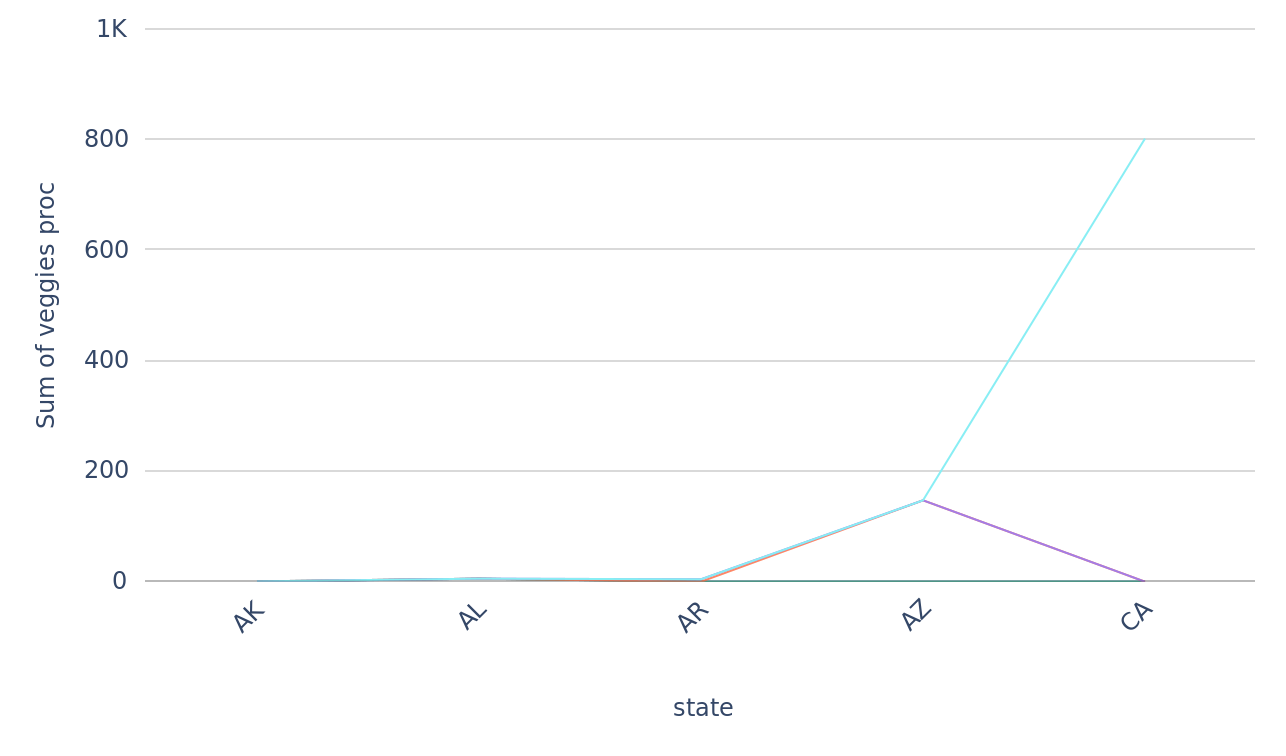 1K
800
600
400
200
0
Sum of veggies proc
AK
AL
AR
AZ
CA
state